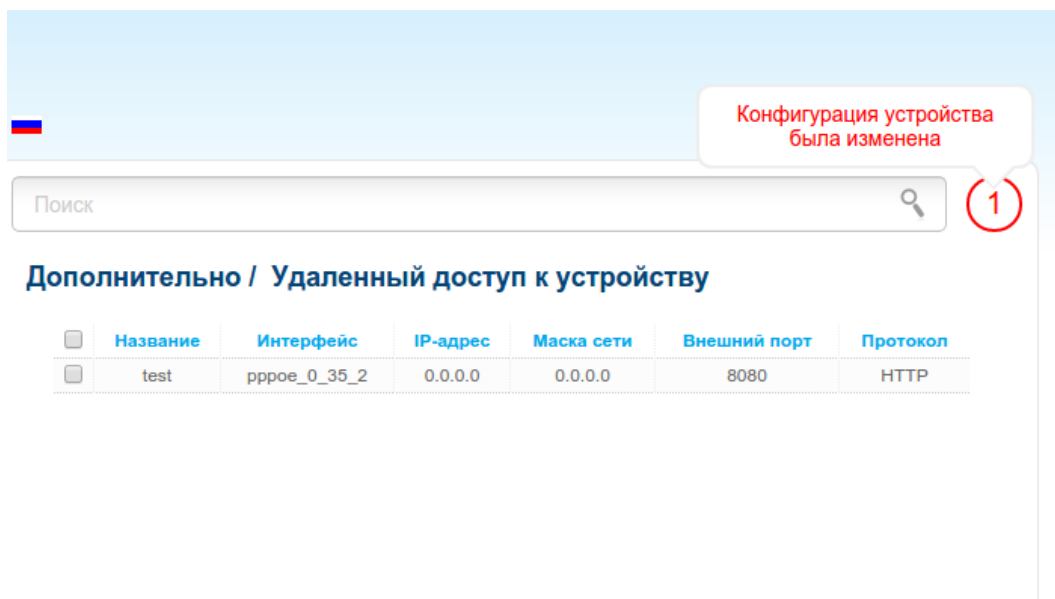 Конфигурация устройства
была изменена
Поиск
1
Дополнительно / Удаленный доступ к устройству
Название Интерфейс IP-адрес Маска сети Внешний порт Протокол
test pppoe_0_35_2 0.0.0.0 0.0.0.0 8080 HTTP